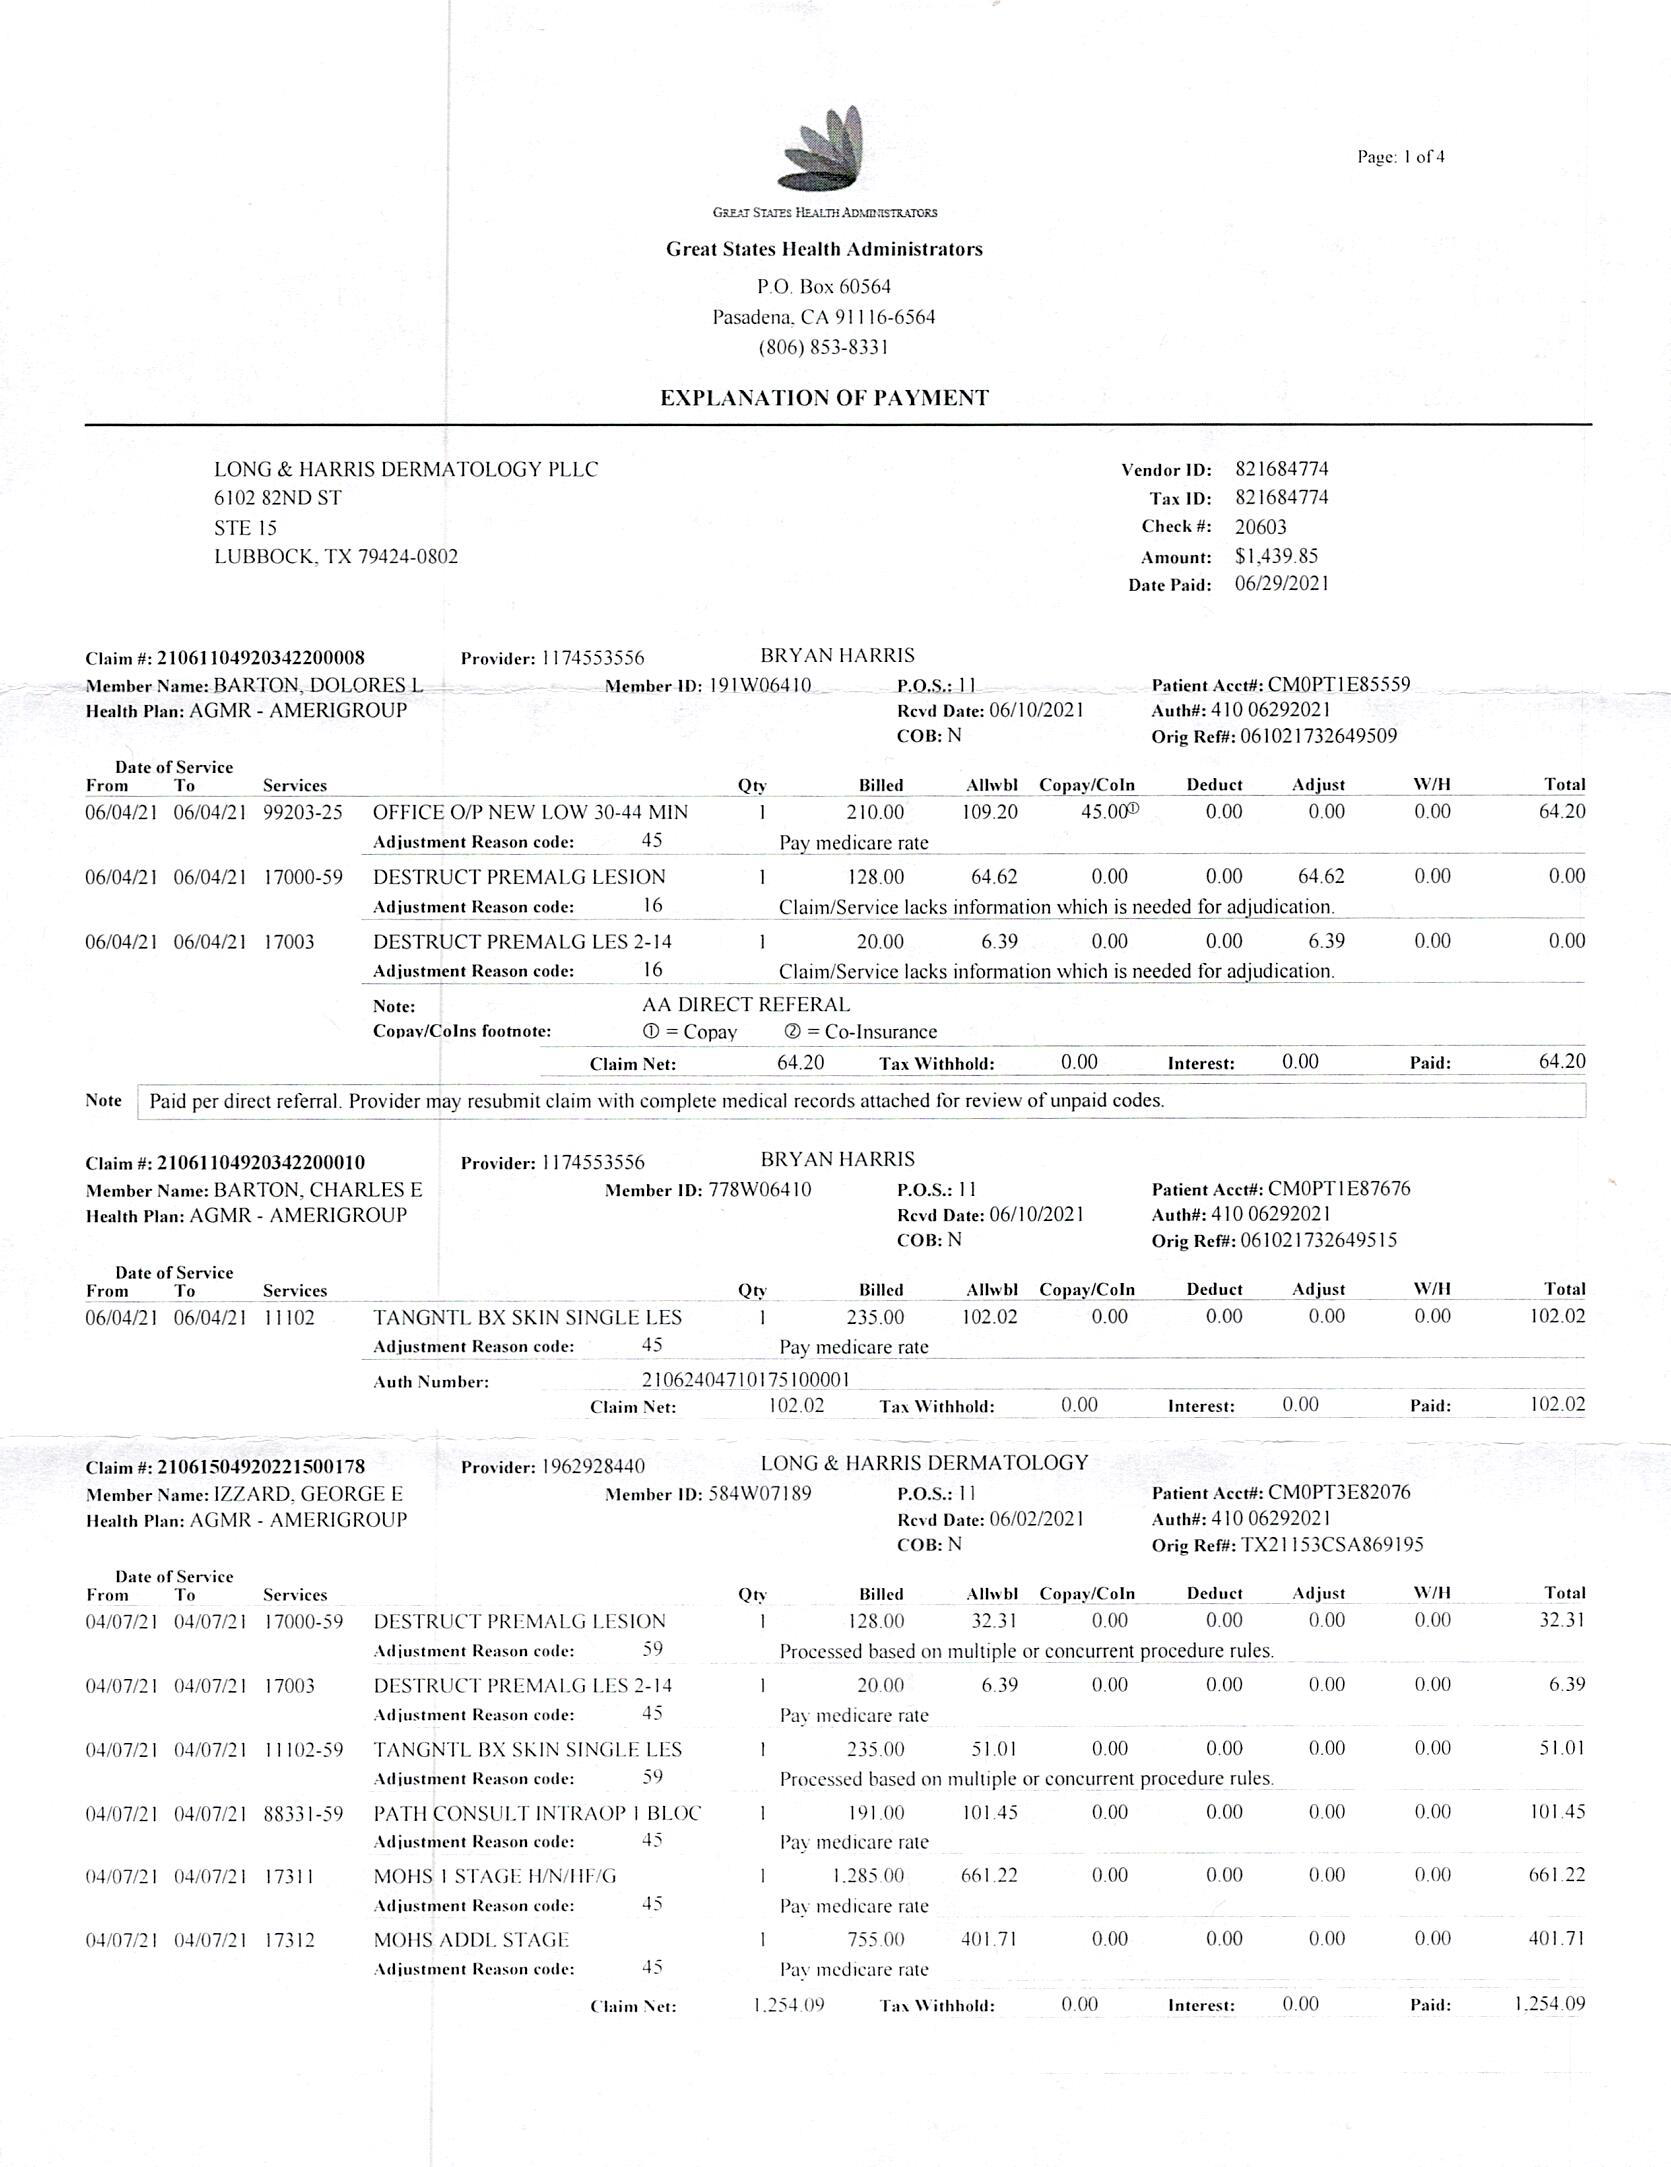 Page: 1 of 4
GREAT STATES HEALTH ADMINISTRATORS
Great States Health Administrators
P.O. Box 60564
Pasadena, CA 91116-6564
(806) 853-8331
EXPLANATION OF PAYMENT
LONG & HARRIS DERMATOLOGY PLLC Vendor ID: 821684774
6102 82ND ST Tax ID: 821684774
STE 15 Check #: 20603
LUBBOCK, TX 79424-0802 Amount: $1,439.85
Date Paid: 06/29/2021
Claim #: 21061104920342200008 Provider: 1174553556 BRYAN HARRIS
Member Name: BARTON, DOLORES L Member ID: 191W06410 P.O.S.: 11 Patient Acct#: CM0PT1E85559
Health Plan: AGMR - AMERIGROUP Rcvd Date: 06/10/2021 Auth#: 410 06292021
COB: N Orig Ref#: 061021732649509
Date of Service
From To Services Qty Billed Allwbl Copay/CoIn Deduct Adjust W/H Total
06/04/21 06/04/21 99203-25 OFFICE O/P NEW LOW 30-44 MIN 1 210.00 109.20 45.00① 0.00 0.00 0.00 64.20
Adjustment Reason code: 45 Pay medicare rate
06/04/21 06/04/21 17000-59 DESTRUCT PREMALG LESION 1 128.00 64.62 0.00 0.00 64.62 0.00 0.00
Adjustment Reason code: 16 Claim/Service lacks information which is needed for adjudication.
06/04/21 06/04/21 17003 DESTRUCT PREMALG LES 2-14 1 20.00 6.39 0.00 0.00 6.39 0.00 0.00
Adjustment Reason code: 16 Claim/Service lacks information which is needed for adjudication.
Note: AA DIRECT REFERAL
Copay/CoIns footnote: ① = Copay ② = Co-Insurance
Claim Net: 64.20 Tax Withhold: 0.00 Interest: 0.00 Paid: 64.20
Note Paid per direct referral. Provider may resubmit claim with complete medical records attached for review of unpaid codes.
Claim #: 21061104920342200010 Provider: 1174553556 BRYAN HARRIS
Member Name: BARTON, CHARLES E Member ID: 778W06410 P.O.S.: 11 Patient Acct#: CM0PT1E87676
Health Plan: AGMR - AMERIGROUP Rcvd Date: 06/10/2021 Auth#: 410 06292021
COB: N Orig Ref#: 061021732649515
Date of Service
From To Services Qty Billed Allwbl Copay/CoIn Deduct Adjust W/H Total
06/04/21 06/04/21 11102 TANGNTL BX SKIN SINGLE LES 1 235.00 102.02 0.00 0.00 0.00 0.00 102.02
Adjustment Reason code: 45 Pay medicare rate
Auth Number: 21062404710175100001
Claim Net: 102.02 Tax Withhold: 0.00 Interest: 0.00 Paid: 102.02
Claim #: 21061504920221500178 Provider: 1962928440 LONG & HARRIS DERMATOLOGY
Member Name: IZZARD, GEORGE E Member ID: 584W07189 P.O.S.: 11 Patient Acct#: CM0PT3E82076
Health Plan: AGMR - AMERIGROUP Rcvd Date: 06/02/2021 Auth#: 410 06292021
COB: N Orig Ref#: TX21153CSA869195
Date of Service
From To Services Qty Billed Allwbl Copay/CoIn Deduct Adjust W/H Total
04/07/21 04/07/21 17000-59 DESTRUCT PREMALG LESION 1 128.00 32.31 0.00 0.00 0.00 0.00 32.31
Adjustment Reason code: 59 Processed based on multiple or concurrent procedure rules.
04/07/21 04/07/21 17003 DESTRUCT PREMALG LES 2-14 1 20.00 6.39 0.00 0.00 0.00 0.00 6.39
Adjustment Reason code: 45 Pay medicare rate
04/07/21 04/07/21 11102-59 TANGNTL BX SKIN SINGLE LES 1 235.00 51.01 0.00 0.00 0.00 0.00 51.01
Adjustment Reason code: 59 Processed based on multiple or concurrent procedure rules.
04/07/21 04/07/21 88331-59 PATH CONSULT INTRAOP 1 BLOC 1 191.00 101.45 0.00 0.00 0.00 0.00 101.45
Adjustment Reason code: 45 Pay medicare rate
04/07/21 04/07/21 17311 MOHS 1 STAGE H/N/HF/G 1 1,285.00 661.22 0.00 0.00 0.00 0.00 661.22
Adjustment Reason code: 45 Pay medicare rate
04/07/21 04/07/21 17312 MOHS ADDL STAGE 1 755.00 401.71 0.00 0.00 0.00 0.00 401.71
Adjustment Reason code: 45 Pay medicare rate
Claim Net: 1,254.09 Tax Withhold: 0.00 Interest: 0.00 Paid: 1,254.09